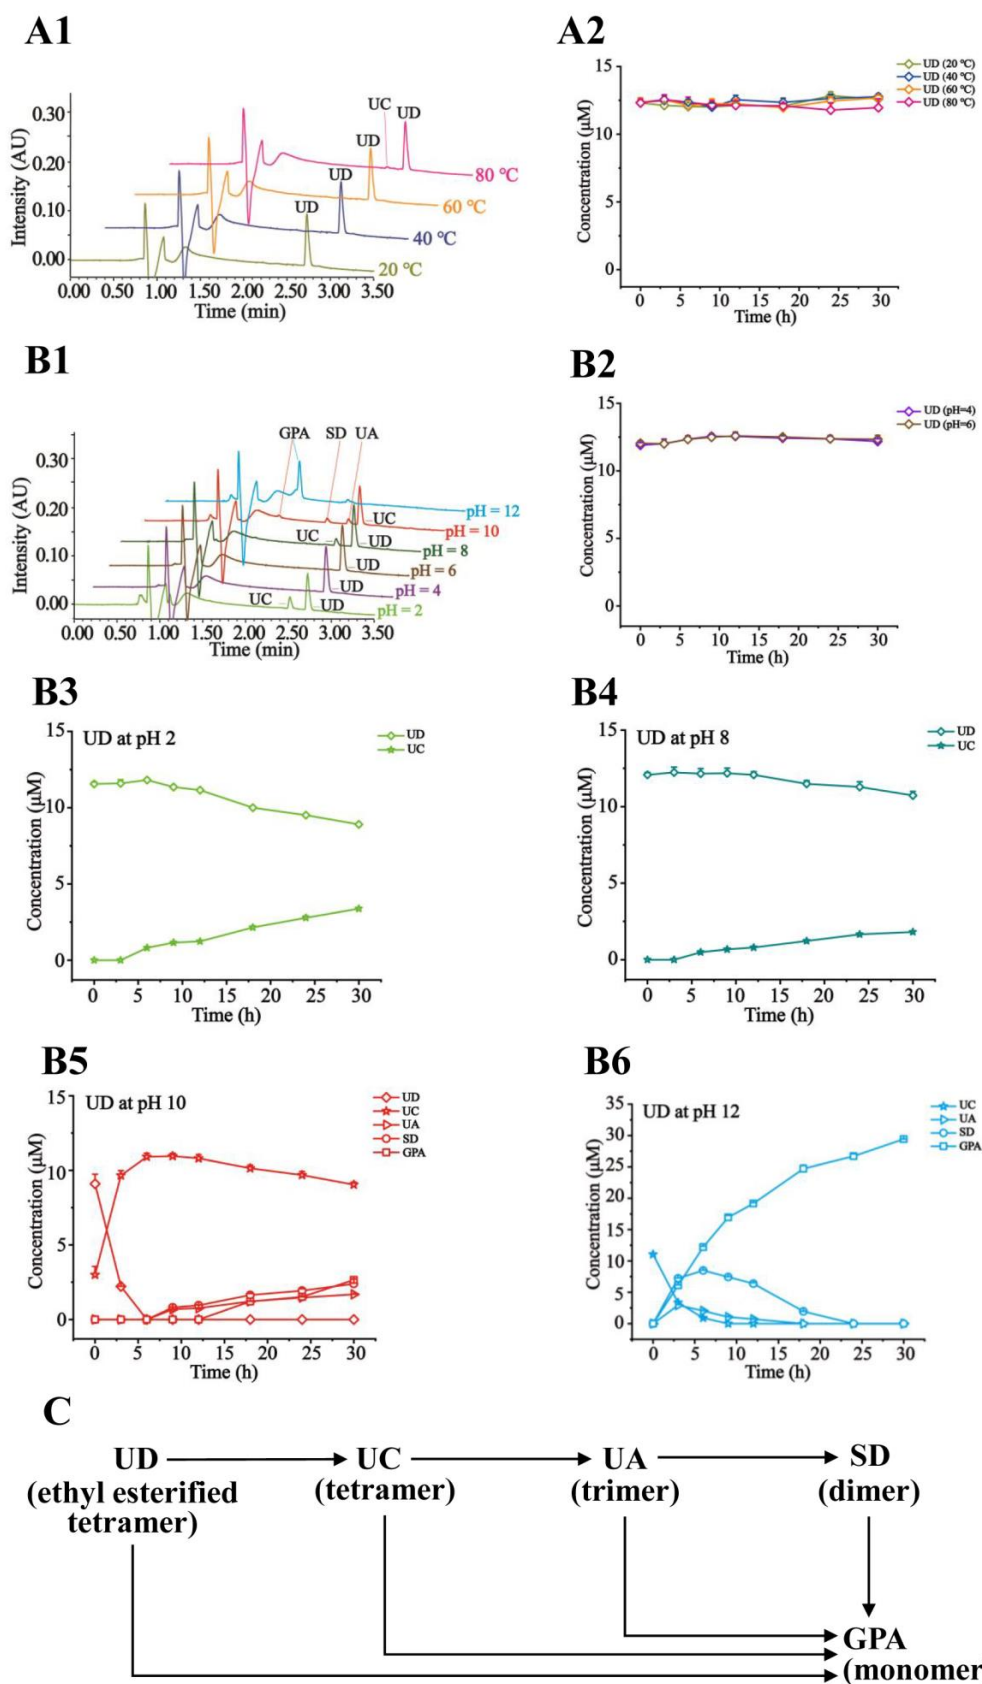 A1
Intensity (AU)
0.30
0.20
0.10
0.00
UC
UD
UD
UD
UD
80 °C
60 °C
40 °C
20 °C
0.00 0.50 1.00 1.50 2.00 2.50 3.00 3.50
Time (min)
A2
Concentration (μM)
15
10
5
0
UD (20 °C)
UD (40 °C)
UD (60 °C)
UD (80 °C)
0 5 10 15 20 25 30
Time (h)
B1
Intensity (AU)
0.30
0.20
0.10
0.00
GPA SD UA
UC
UC
UD
UD
UD
UC
UD
pH = 12
pH = 10
pH = 8
pH = 6
pH = 4
pH = 2
0.00 0.50 1.00 1.50 2.00 2.50 3.00 3.50
Time (min)
B2
Concentration (μM)
15
10
5
0
UD (pH=4)
UD (pH=6)
0 5 10 15 20 25 30
Time (h)
B3
UD at pH 2
Concentration (μM)
15
10
5
0
UD
UC
0 5 10 15 20 25 30
Time (h)
B4
UD at pH 8
Concentration (μM)
15
10
5
0
UD
UC
0 5 10 15 20 25 30
Time (h)
B5
UD at pH 10
Concentration (μM)
15
10
5
0
UD
UC
UA
SD
GPA
0 5 10 15 20 25 30
Time (h)
B6
UD at pH 12
Concentration (μM)
35
30
25
20
15
10
5
0
UC
UA
SD
GPA
0 5 10 15 20 25 30
Time (h)
C
UD
(ethyl esterified
tetramer)
UC
(tetramer)
UA
(trimer)
SD
(dimer)
GPA
(monomer